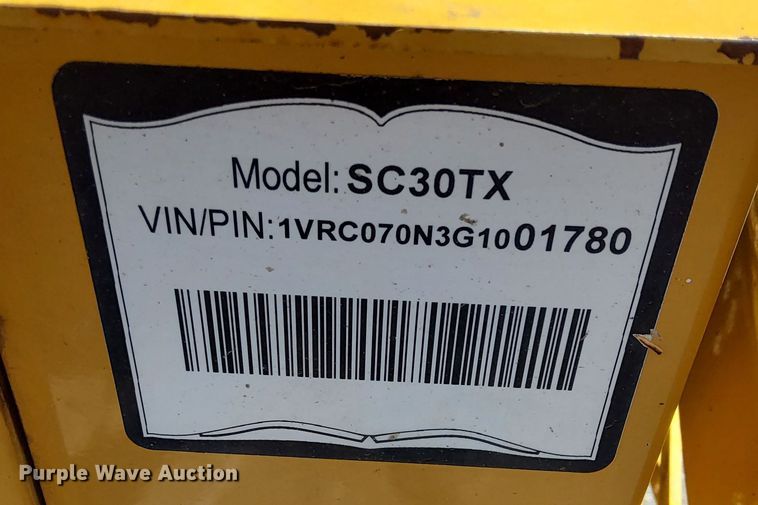 Model: SC30TX
VIN/PIN:1VRC070N3G1001780
Purple Wave Auction